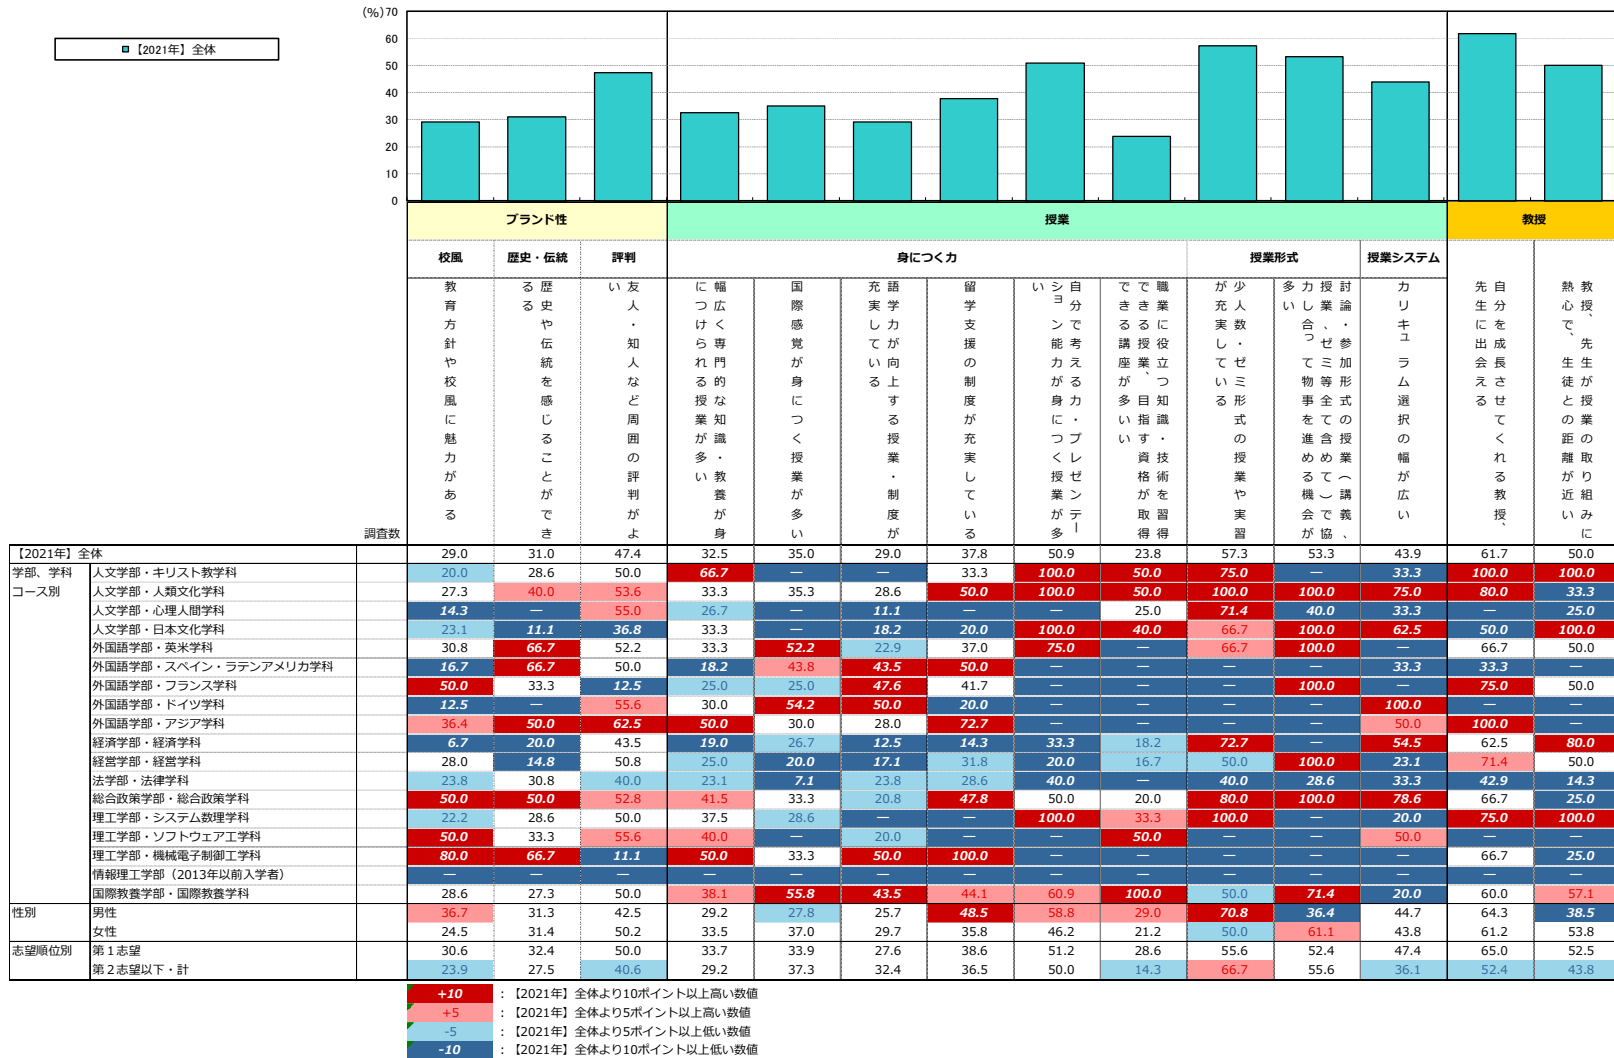 (%)70
60
50
40
30
20
10
0
【2021年】全体
ブランド性 授業 教授
校風 歴史・伝統 評判 身につく力 授業形式 授業システム
教育方針や校風に魅力がある
歴史や伝統を感じることができる
る
友人・知人など周囲の評判がよい
幅広く専門的な知識・教養が身につけられる授業が多い
国際感覚が身につく授業が多い
語学力が向上する授業・制度が充実している
留学支援の制度が充実している
自分で考える力・プレゼンテーション能力が身につく授業が多い
職業に役立つ知識・技術を習得できる授業、目指す資格が取得できる講座が多い
少人数・ゼミ形式の授業や実習が充実している
討論・参加形式の授業（講義、授業、ゼミ等全て含めて）で協力し合って物事を進める機会が多い
カリキュラム選択の幅が広い
自分を成長させてくれる教授、先生に出会える
教授、先生が授業の取り組みに熱心で、生徒との距離が近い
調査数
【2021年】全体 29.0 31.0 47.4 32.5 35.0 29.0 37.8 50.9 23.8 57.3 53.3 43.9 61.7 50.0
学部、学科 人文学部・キリスト教学科 20.0 28.6 50.0 66.7 — — 33.3 100.0 50.0 75.0 — 33.3 100.0 100.0
コース別 人文学部・人類文化学科 27.3 40.0 53.6 33.3 35.3 28.6 50.0 100.0 50.0 100.0 100.0 75.0 80.0 33.3
人文学部・心理人間学科 14.3 — 55.0 26.7 — 11.1 — — 25.0 71.4 40.0 33.3 — 25.0
人文学部・日本文化学科 23.1 11.1 36.8 33.3 — 18.2 20.0 100.0 40.0 66.7 100.0 62.5 50.0 100.0
外国語学部・英米学科 30.8 66.7 52.2 33.3 52.2 22.9 37.0 75.0 — 66.7 100.0 — 66.7 50.0
外国語学部・スペイン・ラテンアメリカ学科 16.7 66.7 50.0 18.2 43.8 43.5 50.0 — — — — 33.3 33.3 —
外国語学部・フランス学科 50.0 33.3 12.5 25.0 25.0 47.6 41.7 — — — 100.0 — 75.0 50.0
外国語学部・ドイツ学科 12.5 — 55.6 30.0 54.2 50.0 20.0 — — — — 100.0 — —
外国語学部・アジア学科 36.4 50.0 62.5 50.0 30.0 28.0 72.7 — — — — 50.0 100.0 —
経済学部・経済学科 6.7 20.0 43.5 19.0 26.7 12.5 14.3 33.3 18.2 72.7 — 54.5 62.5 80.0
経営学部・経営学科 28.0 14.8 50.8 25.0 20.0 17.1 31.8 20.0 16.7 50.0 100.0 23.1 71.4 50.0
法学部・法律学科 23.8 30.8 40.0 23.1 7.1 23.8 28.6 40.0 — 40.0 28.6 33.3 42.9 14.3
総合政策学部・総合政策学科 50.0 50.0 52.8 41.5 33.3 20.8 47.8 50.0 20.0 80.0 100.0 78.6 66.7 25.0
理工学部・システム数理学科 22.2 28.6 50.0 37.5 28.6 — — 100.0 33.3 100.0 — 20.0 75.0 100.0
理工学部・ソフトウェア工学科 50.0 33.3 55.6 40.0 — 20.0 — — 50.0 — — 50.0 — —
理工学部・機械電子制御工学科 80.0 66.7 11.1 50.0 33.3 50.0 100.0 — — — — — 66.7 25.0
情報理工学部（2013年以前入学者） — — — — — — — — — — — — — —
国際教養学部・国際教養学科 28.6 27.3 50.0 38.1 55.8 43.5 44.1 60.9 100.0 50.0 71.4 20.0 60.0 57.1
性別 男性 36.7 31.3 42.5 29.2 27.8 25.7 48.5 58.8 29.0 70.8 36.4 44.7 64.3 38.5
女性 24.5 31.4 50.2 33.5 37.0 29.7 35.8 46.2 21.2 50.0 61.1 43.8 61.2 53.8
志望順位別 第１志望 30.6 32.4 50.0 33.7 33.9 27.6 38.6 51.2 28.6 55.6 52.4 47.4 65.0 52.5
第２志望以下・計 23.9 27.5 40.6 29.2 37.3 32.4 36.5 50.0 14.3 66.7 55.6 36.1 52.4 43.8
+10 ：【2021年】全体より10ポイント以上高い数値
+5 ：【2021年】全体より5ポイント以上高い数値
-5 ：【2021年】全体より5ポイント以上低い数値
-10 ：【2021年】全体より10ポイント以上低い数値